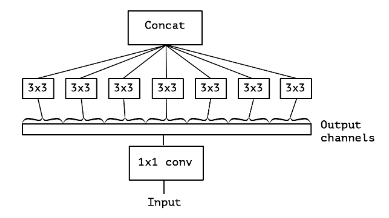 Concat
3x3 3x3 3x3 3x3 3x3 3x3 3x3
Output
channels
1x1 conv
Input